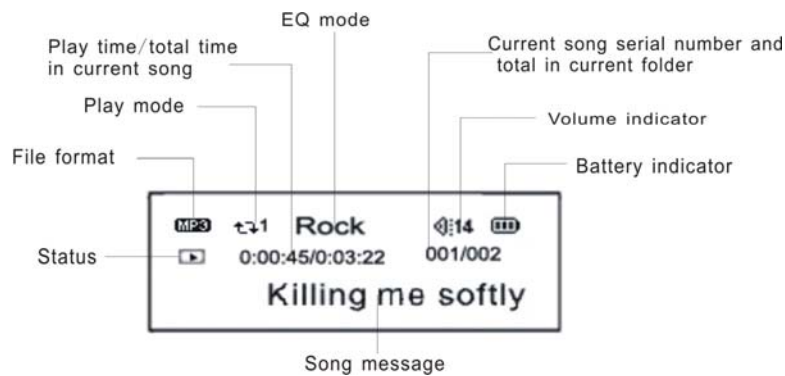 EQ mode
Play time/total time
in current song
Current song serial number and
total in current folder
Play mode
Volume indicator
File format
Battery indicator
MP3 1 Rock 14
Status
0:00:45/0:03:22 001/002
Killing me softly
Song message